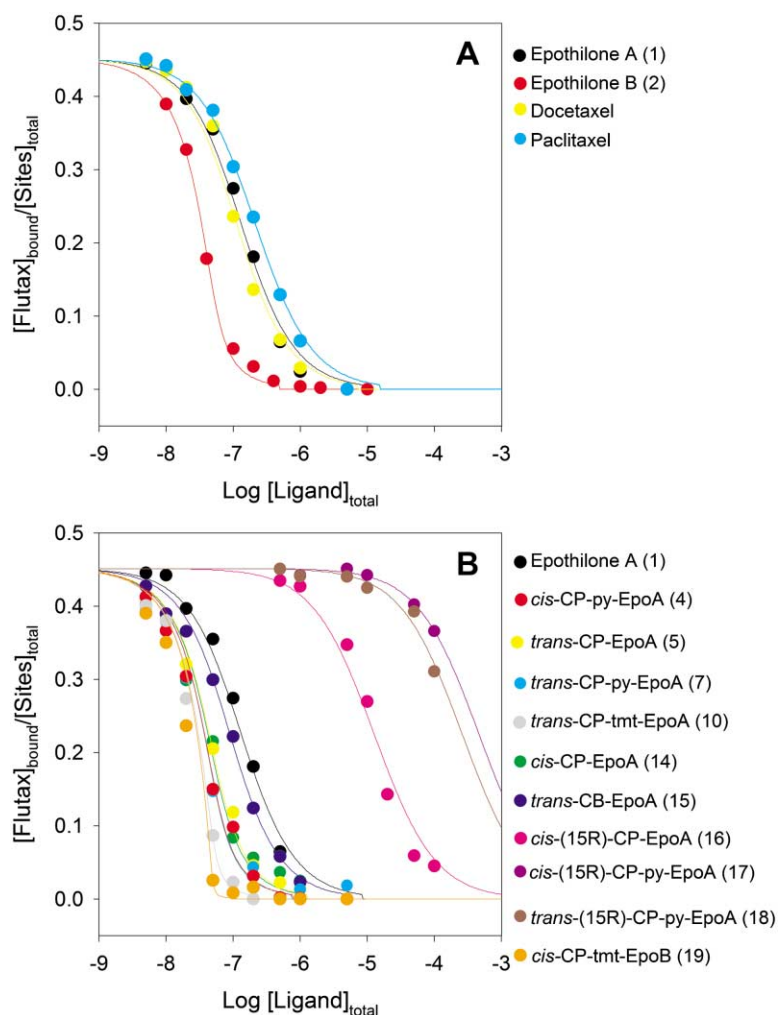 A
0.5
0.4
0.3
0.2
0.1
0.0
[Flutax]bound/[Sites]total
-9 -8 -7 -6 -5 -4 -3
Log [Ligand]total
Epothilone A (1)
Epothilone B (2)
Docetaxel
Paclitaxel
B
0.5
0.4
0.3
0.2
0.1
0.0
[Flutax]bound/[Sites]total
-9 -8 -7 -6 -5 -4 -3
Log [Ligand]total
Epothilone A (1)
cis-CP-py-EpoA (4)
trans-CP-EpoA (5)
trans-CP-py-EpoA (7)
trans-CP-tmt-EpoA (10)
cis-CP-EpoA (14)
trans-CB-EpoA (15)
cis-(15R)-CP-EpoA (16)
cis-(15R)-CP-py-EpoA (17)
trans-(15R)-CP-py-EpoA (18)
cis-CP-tmt-EpoB (19)